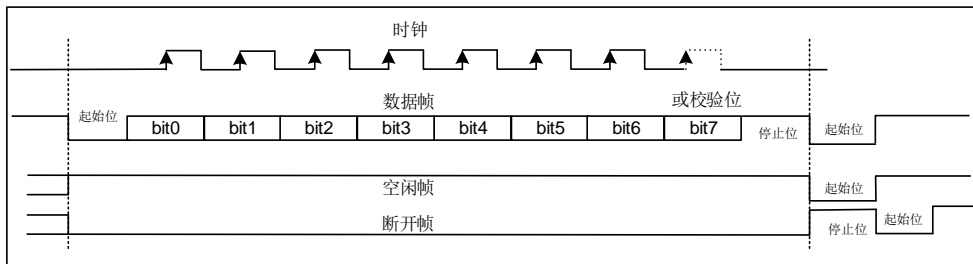 时钟
数据帧 或校验位
起始位 bit0 bit1 bit2 bit3 bit4 bit5 bit6 bit7 停止位 起始位
空闲帧 起始位
断开帧 停止位 起始位